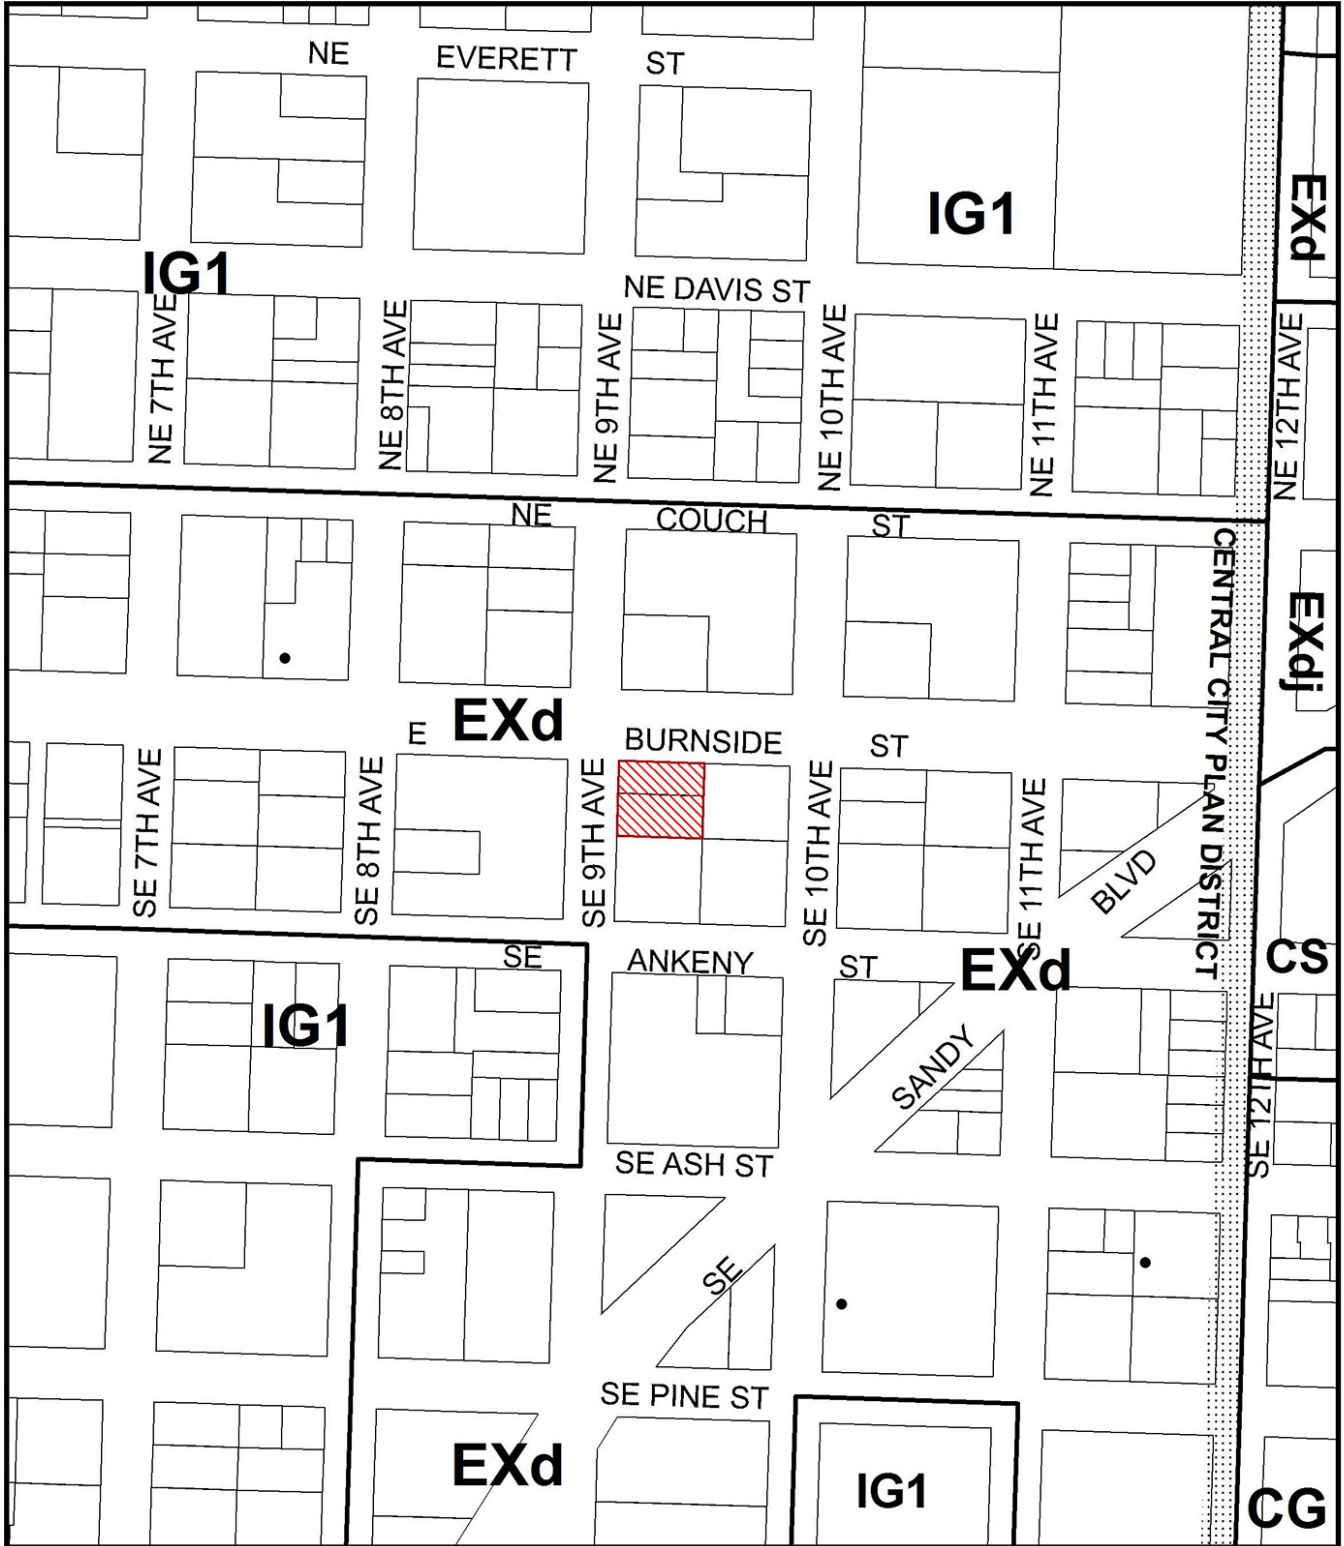 NE EVERETT ST
IG1
EXd
IG1
NE DAVIS ST
NE 7TH AVE
NE 8TH AVE
NE 9TH AVE
NE 10TH AVE
NE 11TH AVE
NE 12TH AVE
NE COUCH ST
CENTRAL CITY PLAN DISTRICT
EXdj
EXd
E BURNSIDE ST
SE 7TH AVE
SE 8TH AVE
SE 9TH AVE
SE 10TH AVE
SE 11TH AVE
BLVD
CS
SE ANKENY ST
EXd
IG1
SANDY
SE 12TH AVE
SE ASH ST
SE
SE PINE ST
EXd
IG1
CG